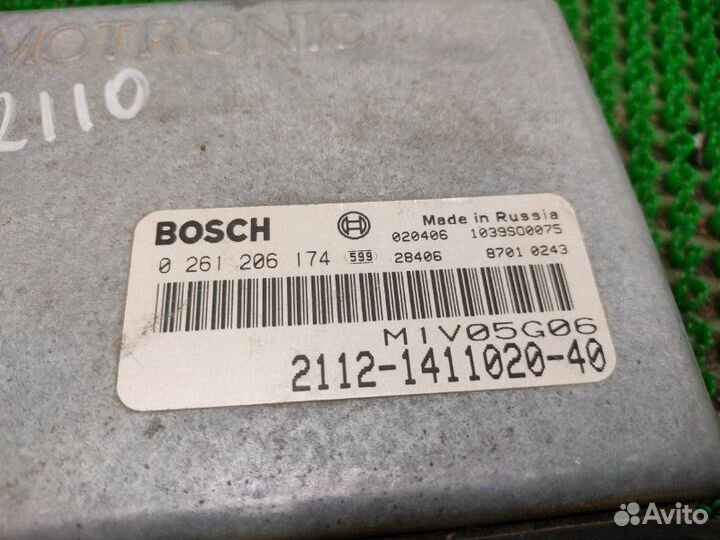 MOTRONIC
2110
BOSCH Made in Russia
020406 1039S00075
0 261 206 174 599 28406 8701 0243
M1V05G06
2112-1411020-40
Avito